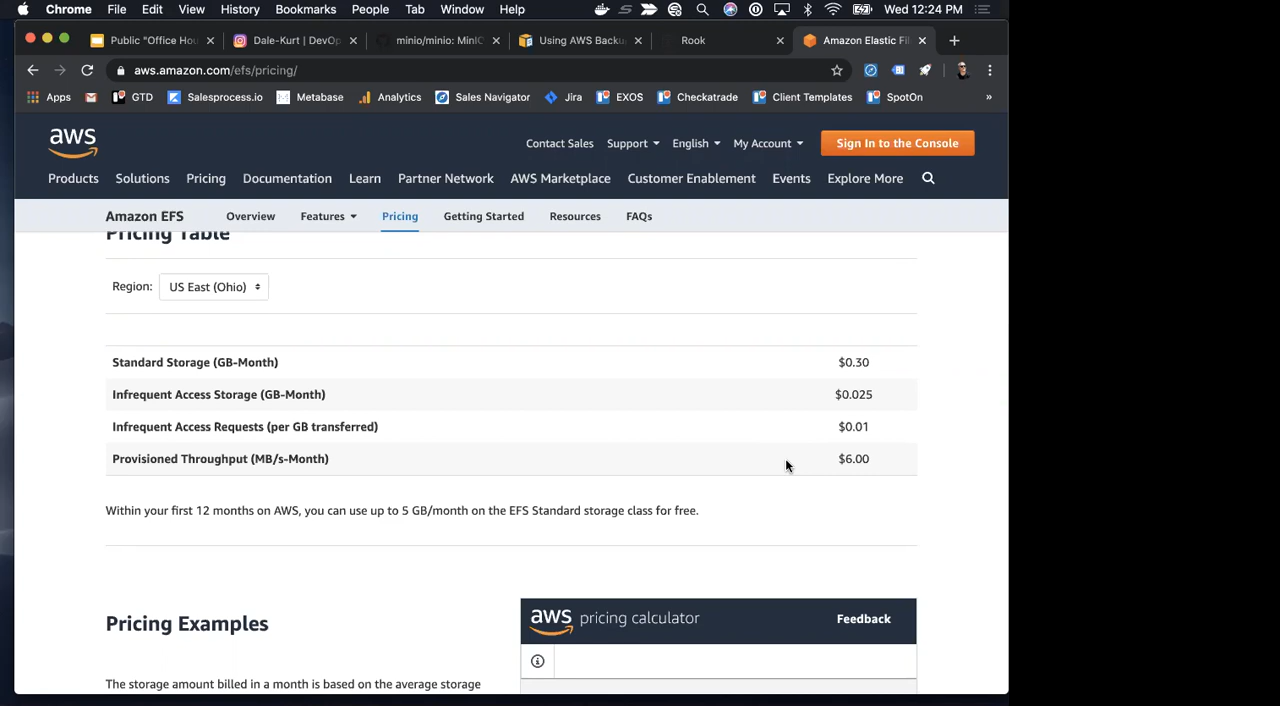 Chrome File Edit View History Bookmarks People Tab Window Help Wed 12:24 PM
Public "Office Hou Dale-Kurt | DevOp minio/minio: MinIO Using AWS Backu Rook Amazon Elastic Fil
aws.amazon.com/efs/pricing/
Apps GTD Salesprocess.io Metabase Analytics Sales Navigator Jira EXOS Checkatrade Client Templates SpotOn »
aws
Contact Sales Support English My Account Sign In to the Console
Products Solutions Pricing Documentation Learn Partner Network AWS Marketplace Customer Enablement Events Explore More
Amazon EFS Overview Features Pricing Getting Started Resources FAQs
Pricing Table
Region: US East (Ohio)
Standard Storage (GB-Month) $0.30
Infrequent Access Storage (GB-Month) $0.025
Infrequent Access Requests (per GB transferred) $0.01
Provisioned Throughput (MB/s-Month) $6.00
Within your first 12 months on AWS, you can use up to 5 GB/month on the EFS Standard storage class for free.
Pricing Examples
aws pricing calculator Feedback
The storage amount billed in a month is based on the average storage